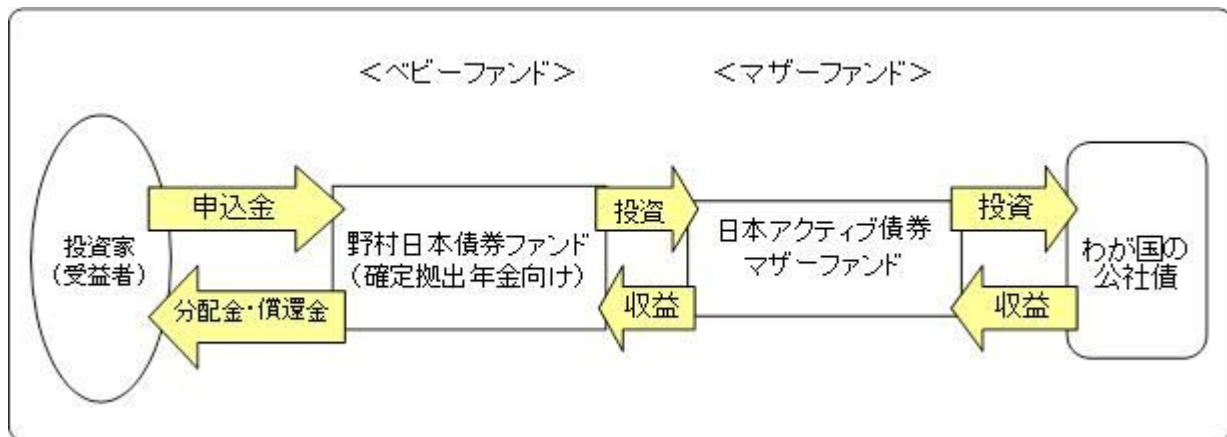 ＜ベビーファンド＞
＜マザーファンド＞
申込金
投資
投資
投資家
（受益者）
野村日本債券ファンド
（確定拠出年金向け）
日本アクティブ債券
マザーファンド
わが国の
公社債
分配金・償還金
収益
収益